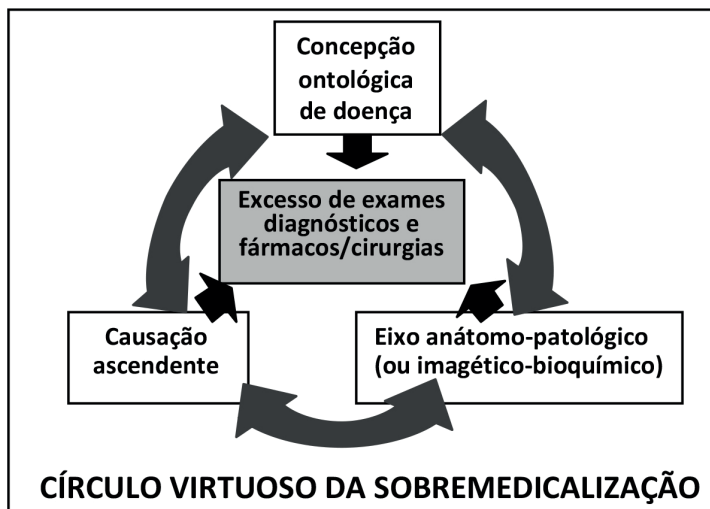 Concepção
ontológica
de doença
Excesso de exames
diagnósticos e
fármacos/cirurgias
Causação
ascendente
Eixo anátomo-patológico
(ou imagético-bioquímico)
CÍRCULO VIRTUOSO DA SOBREMEDICALIZAÇÃO